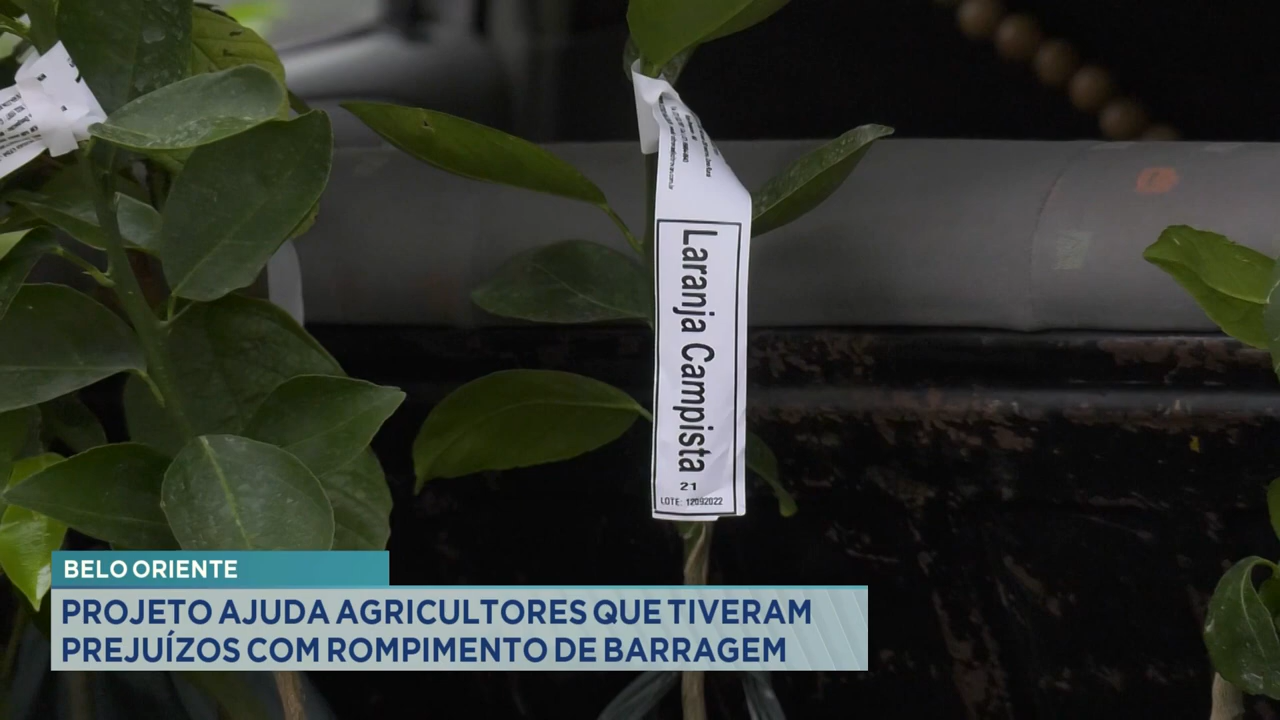 Laranja Campista
21
LOTE: 12092022
BELO ORIENTE
PROJETO AJUDA AGRICULTORES QUE TIVERAM
PREJUÍZOS COM ROMPIMENTO DE BARRAGEM